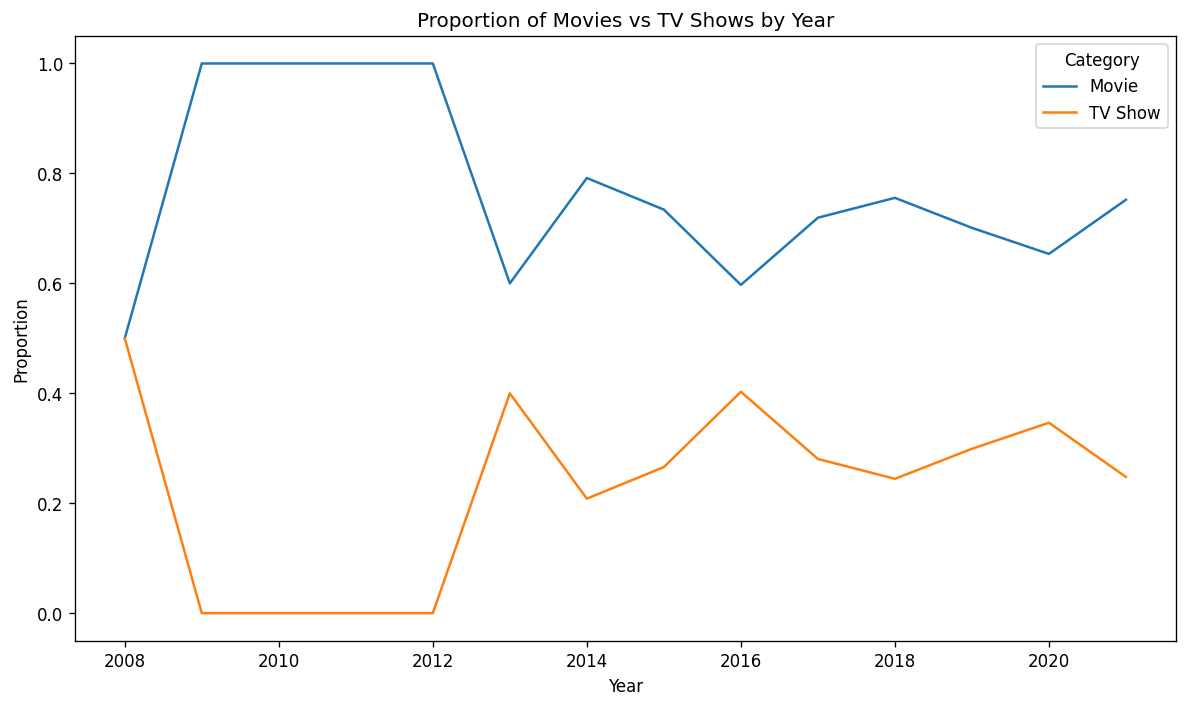 Proportion of Movies vs TV Shows by Year
Category
Movie
TV Show
1.0
0.8
0.6
0.4
0.2
0.0
Proportion
2008 2010 2012 2014 2016 2018 2020
Year